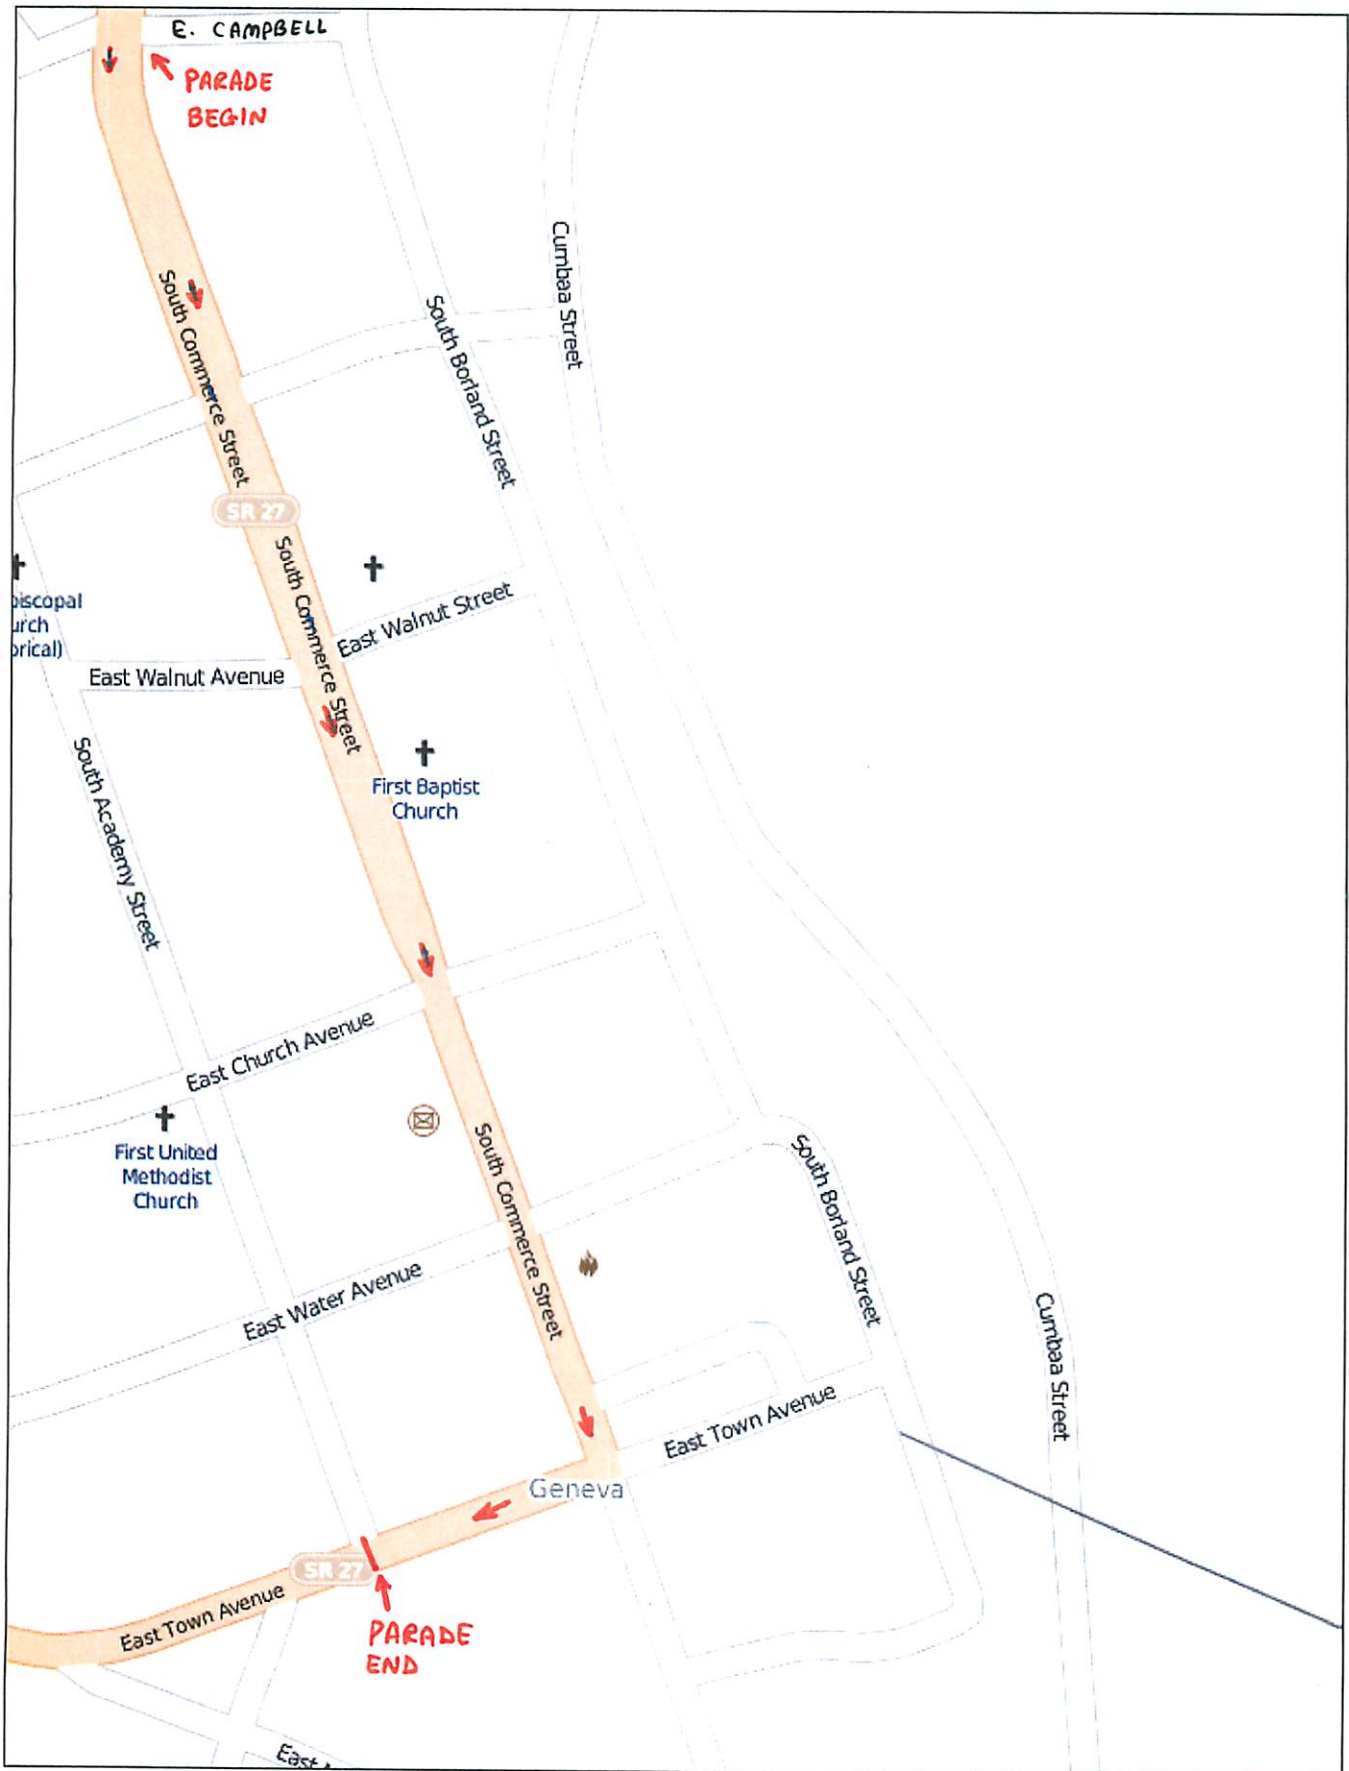 E. CAMPBELL
PARADE
BEGIN
Cumbaa Street
South Commerce Street
South Borland Street
SR 27
South Commerce Street
East Walnut Street
East Walnut Avenue
First Baptist
Church
South Academy Street
East Church Avenue
First United
Methodist
Church
South Commerce Street
South Borland Street
East Water Avenue
Cumbaa Street
East Town Avenue
Geneva
SR 27
East Town Avenue
PARADE
END
East